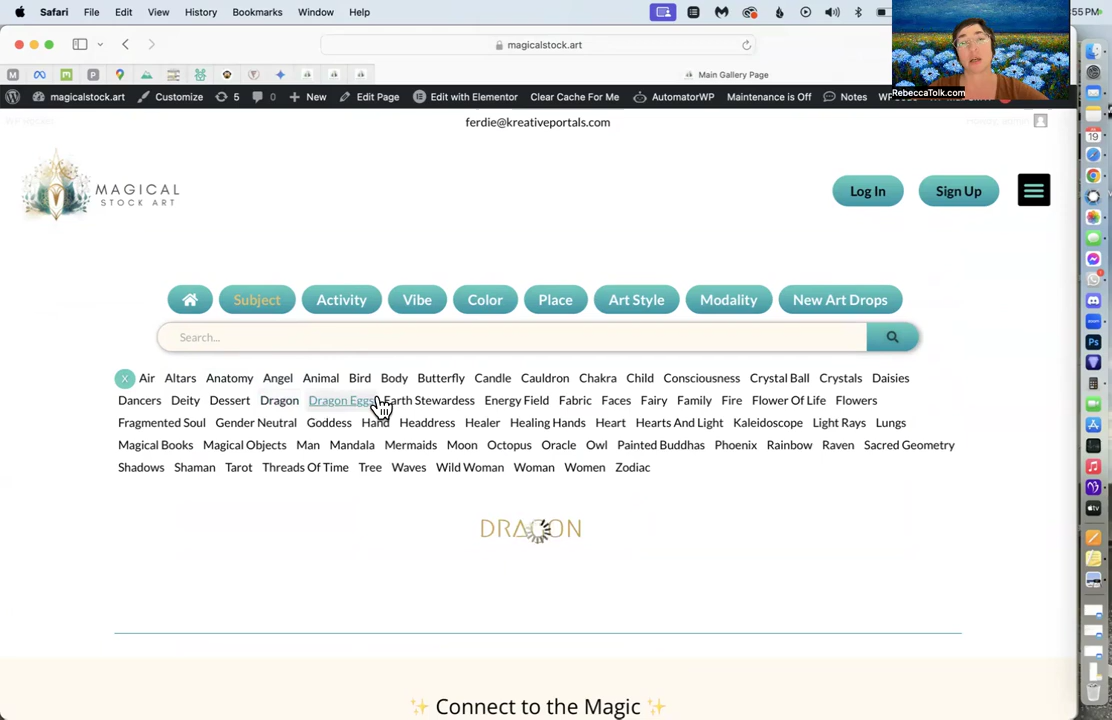 Safari File Edit View History Bookmarks Window Help 55 PM
magicalstock.art
Main Gallery Page
RebeccaTolk.com
magicalstock.art Customize 5 0 New Edit Page Edit with Elementor Clear Cache For Me AutomatorWP Maintenance is Off Notes
ferdie@kreativeportals.com
MAGICAL
STOCK ART
Log In Sign Up
Subject Activity Vibe Color Place Art Style Modality New Art Drops
Search...
X Air Altars Anatomy Angel Animal Bird Body Butterfly Candle Cauldron Chakra Child Consciousness Crystal Ball Crystals Daisies
Dancers Deity Dessert Dragon Dragon Eggs Earth Stewardess Energy Field Fabric Faces Fairy Family Fire Flower Of Life Flowers
Fragmented Soul Gender Neutral Goddess Hand Headdress Healer Healing Hands Heart Hearts And Light Kaleidoscope Light Rays Lungs
Magical Books Magical Objects Man Mandala Mermaids Moon Octopus Oracle Owl Painted Buddhas Phoenix Rainbow Raven Sacred Geometry
Shadows Shaman Tarot Threads Of Time Tree Waves Wild Woman Woman Women Zodiac
DRAGON
✨ Connect to the Magic ✨